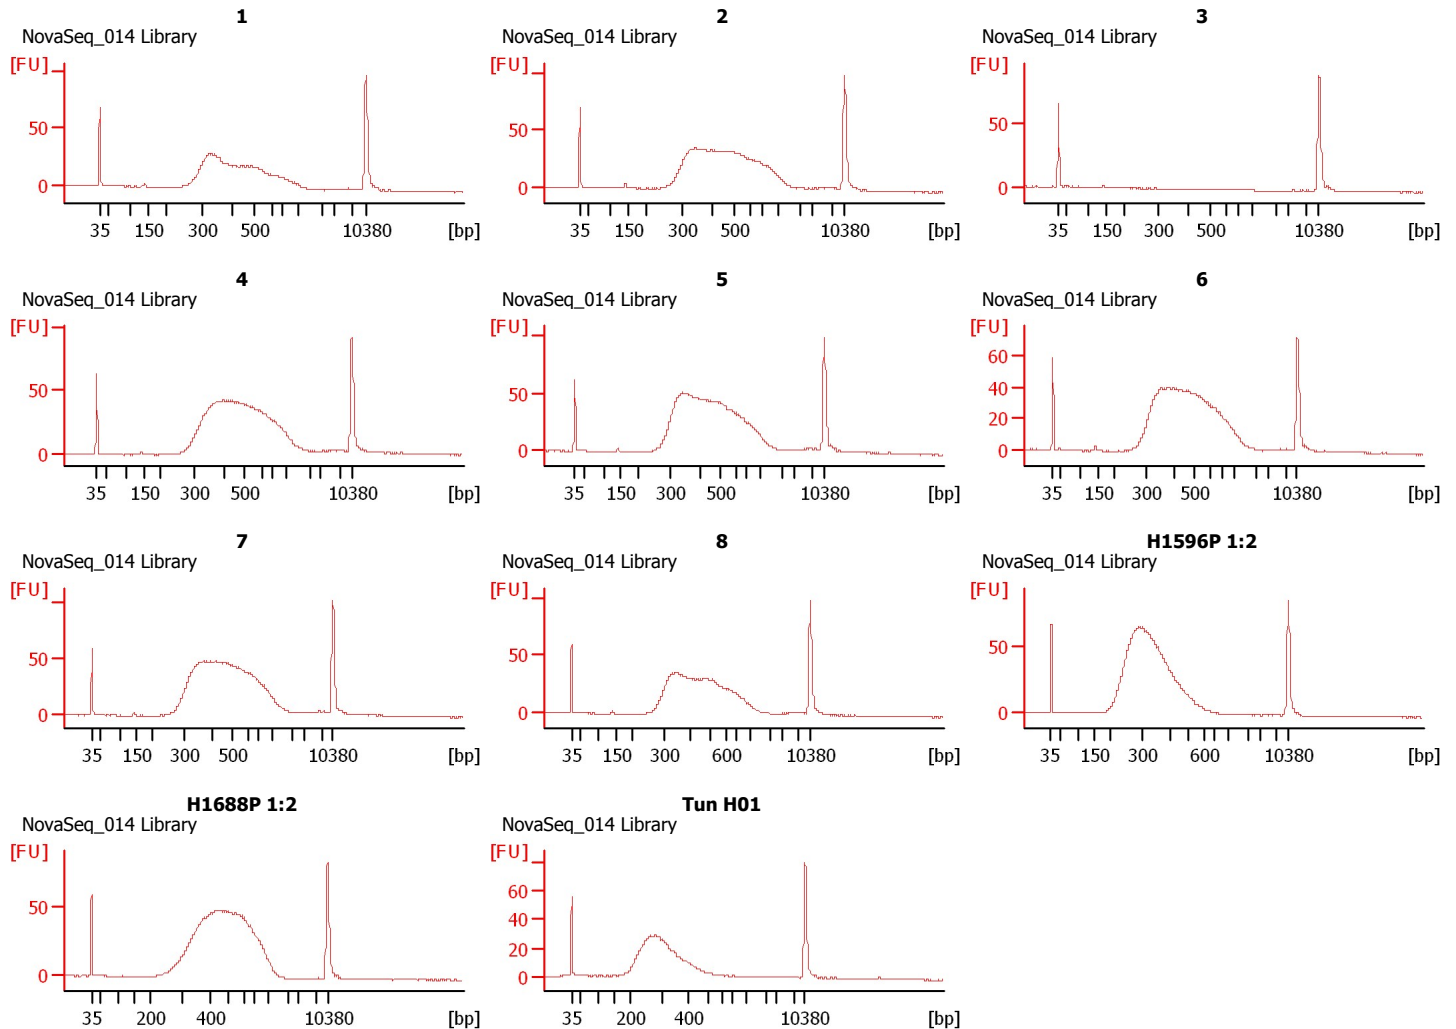 1
NovaSeq_014 Library
[FU]
50
0
35 150 300 500 10380 [bp]
2
NovaSeq_014 Library
[FU]
50
0
35 150 300 500 10380 [bp]
3
NovaSeq_014 Library
[FU]
50
0
35 150 300 500 10380 [bp]
4
NovaSeq_014 Library
[FU]
50
0
35 150 300 500 10380 [bp]
5
NovaSeq_014 Library
[FU]
50
0
35 150 300 500 10380 [bp]
6
NovaSeq_014 Library
[FU]
60
40
20
0
35 150 300 500 10380 [bp]
7
NovaSeq_014 Library
[FU]
50
0
35 150 300 500 10380 [bp]
8
NovaSeq_014 Library
[FU]
50
0
35 150 300 600 10380 [bp]
H1596P 1:2
NovaSeq_014 Library
[FU]
50
0
35 150 300 600 10380 [bp]
H1688P 1:2
NovaSeq_014 Library
[FU]
50
0
35 200 400 10380 [bp]
Tun H01
NovaSeq_014 Library
[FU]
60
40
20
0
35 200 400 10380 [bp]